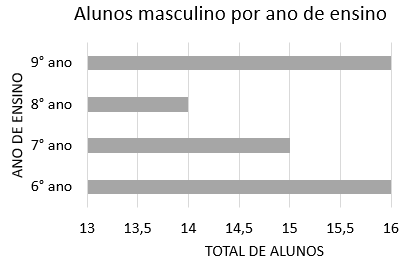 Alunos masculino por ano de ensino
ANO DE ENSINO
9° ano
8° ano
7° ano
6° ano
13 13,5 14 14,5 15 15,5 16
TOTAL DE ALUNOS